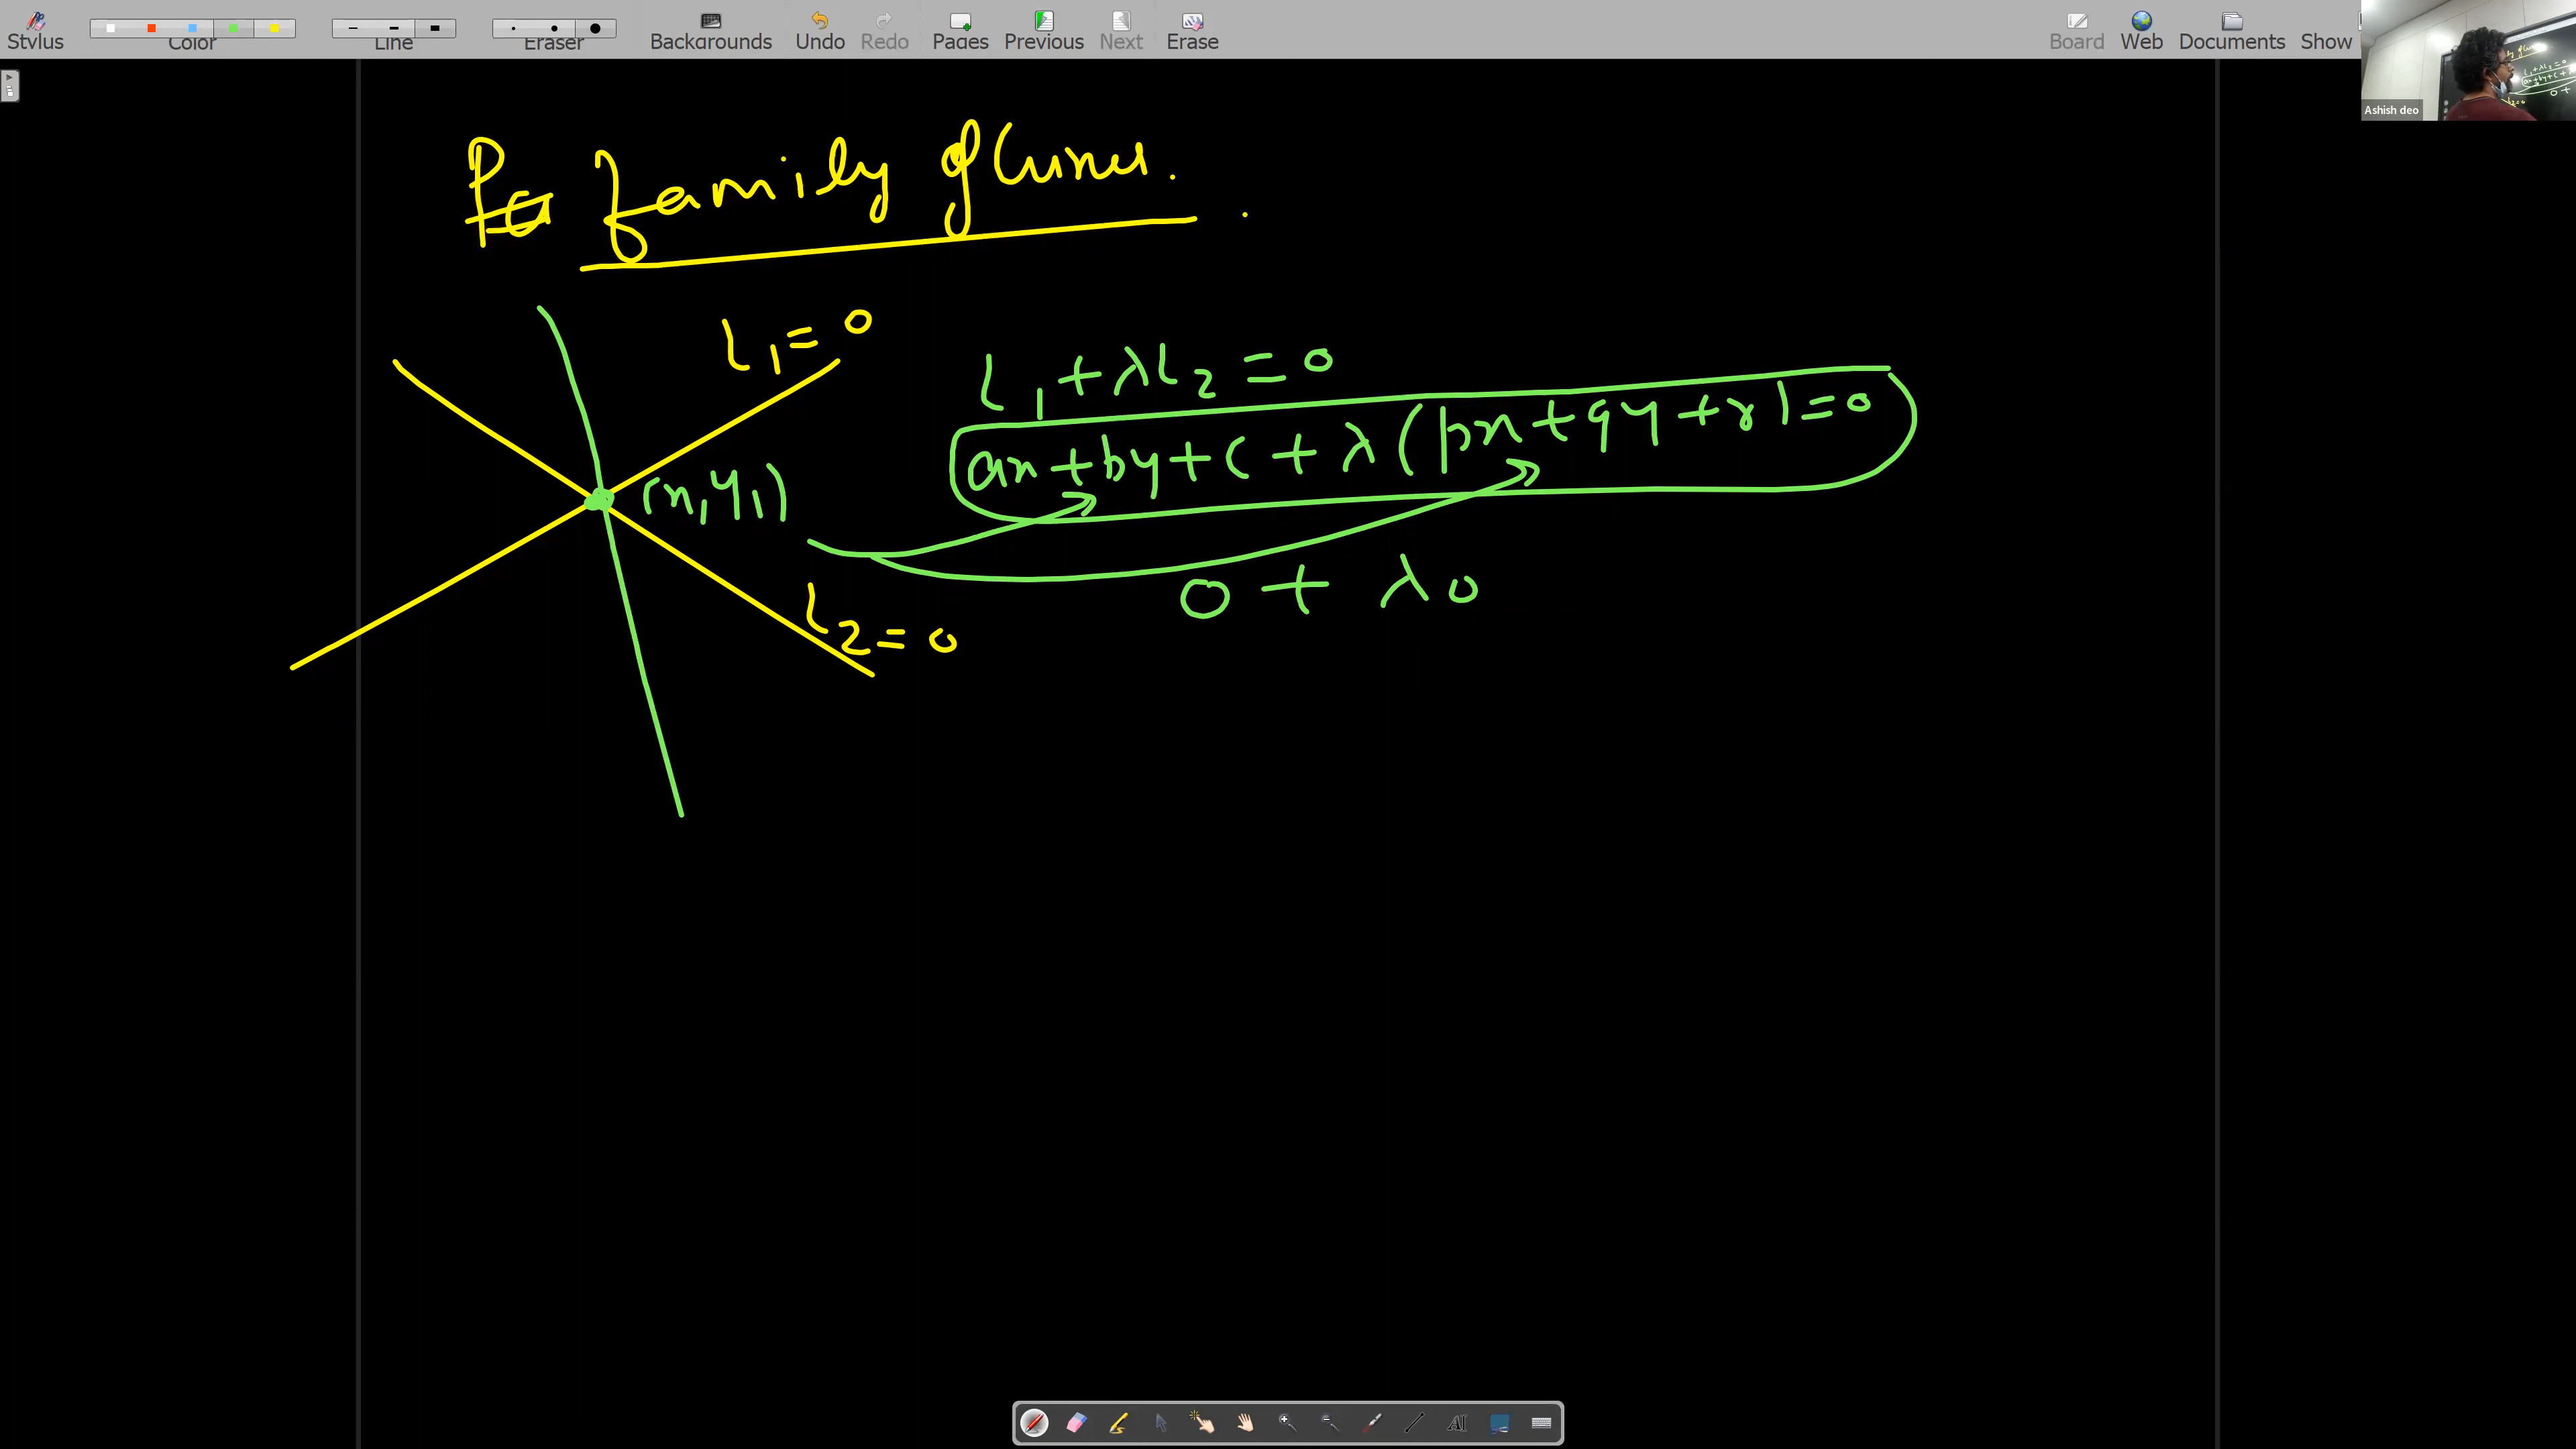 Stylus Color Line Eraser Backgrounds Undo Redo Pages Previous Next Erase Board Web Documents Show
Ashish deo
family of Curves.
L₁ = 0
L₁ + λL₂ = 0
ax + by + c + λ(px + qy + r) = 0
(x₁ y₁)
0 + λ0
L₂ = 0